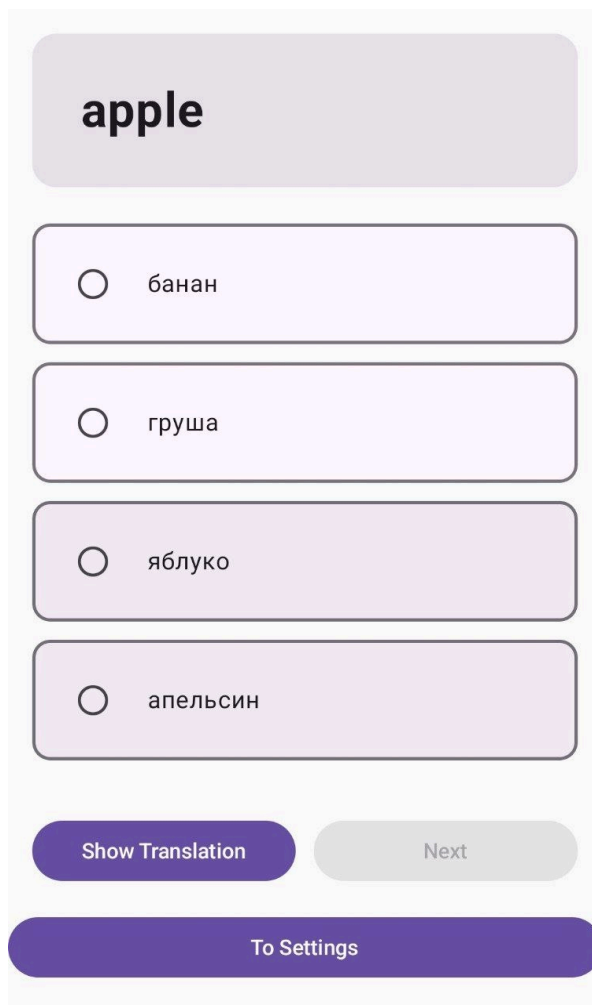 apple
банан
груша
яблуко
апельсин
Show Translation
Next
To Settings